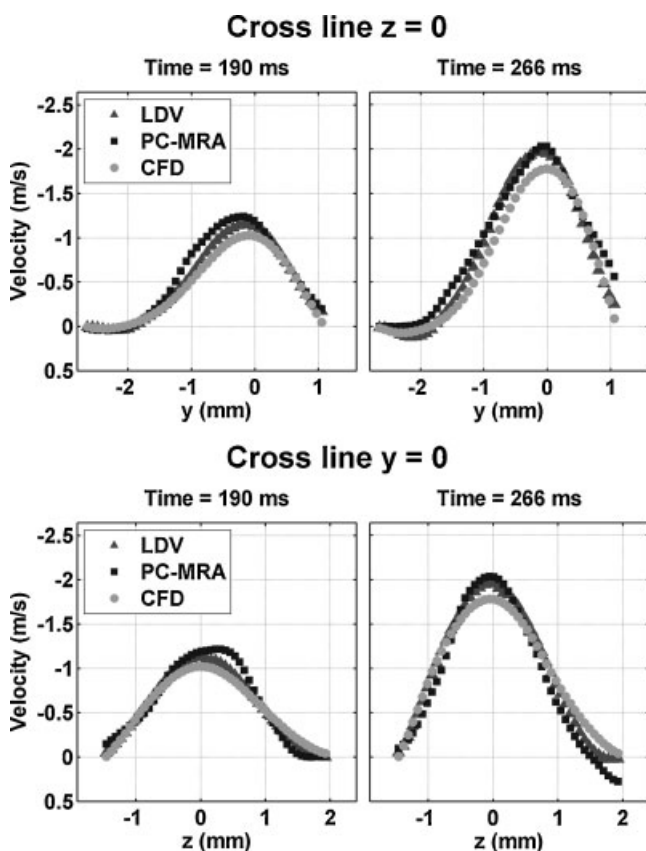 Cross line z = 0
Time = 190 ms
Time = 266 ms
LDV
PC-MRA
CFD
Velocity (m/s)
-2.5
-2
-1.5
-1
-0.5
0
0.5
-2 -1 0 1
y (mm)
-2 -1 0 1
y (mm)
Cross line y = 0
Time = 190 ms
Time = 266 ms
LDV
PC-MRA
CFD
Velocity (m/s)
-2.5
-2
-1.5
-1
-0.5
0
0.5
-1 0 1 2
z (mm)
-1 0 1 2
z (mm)